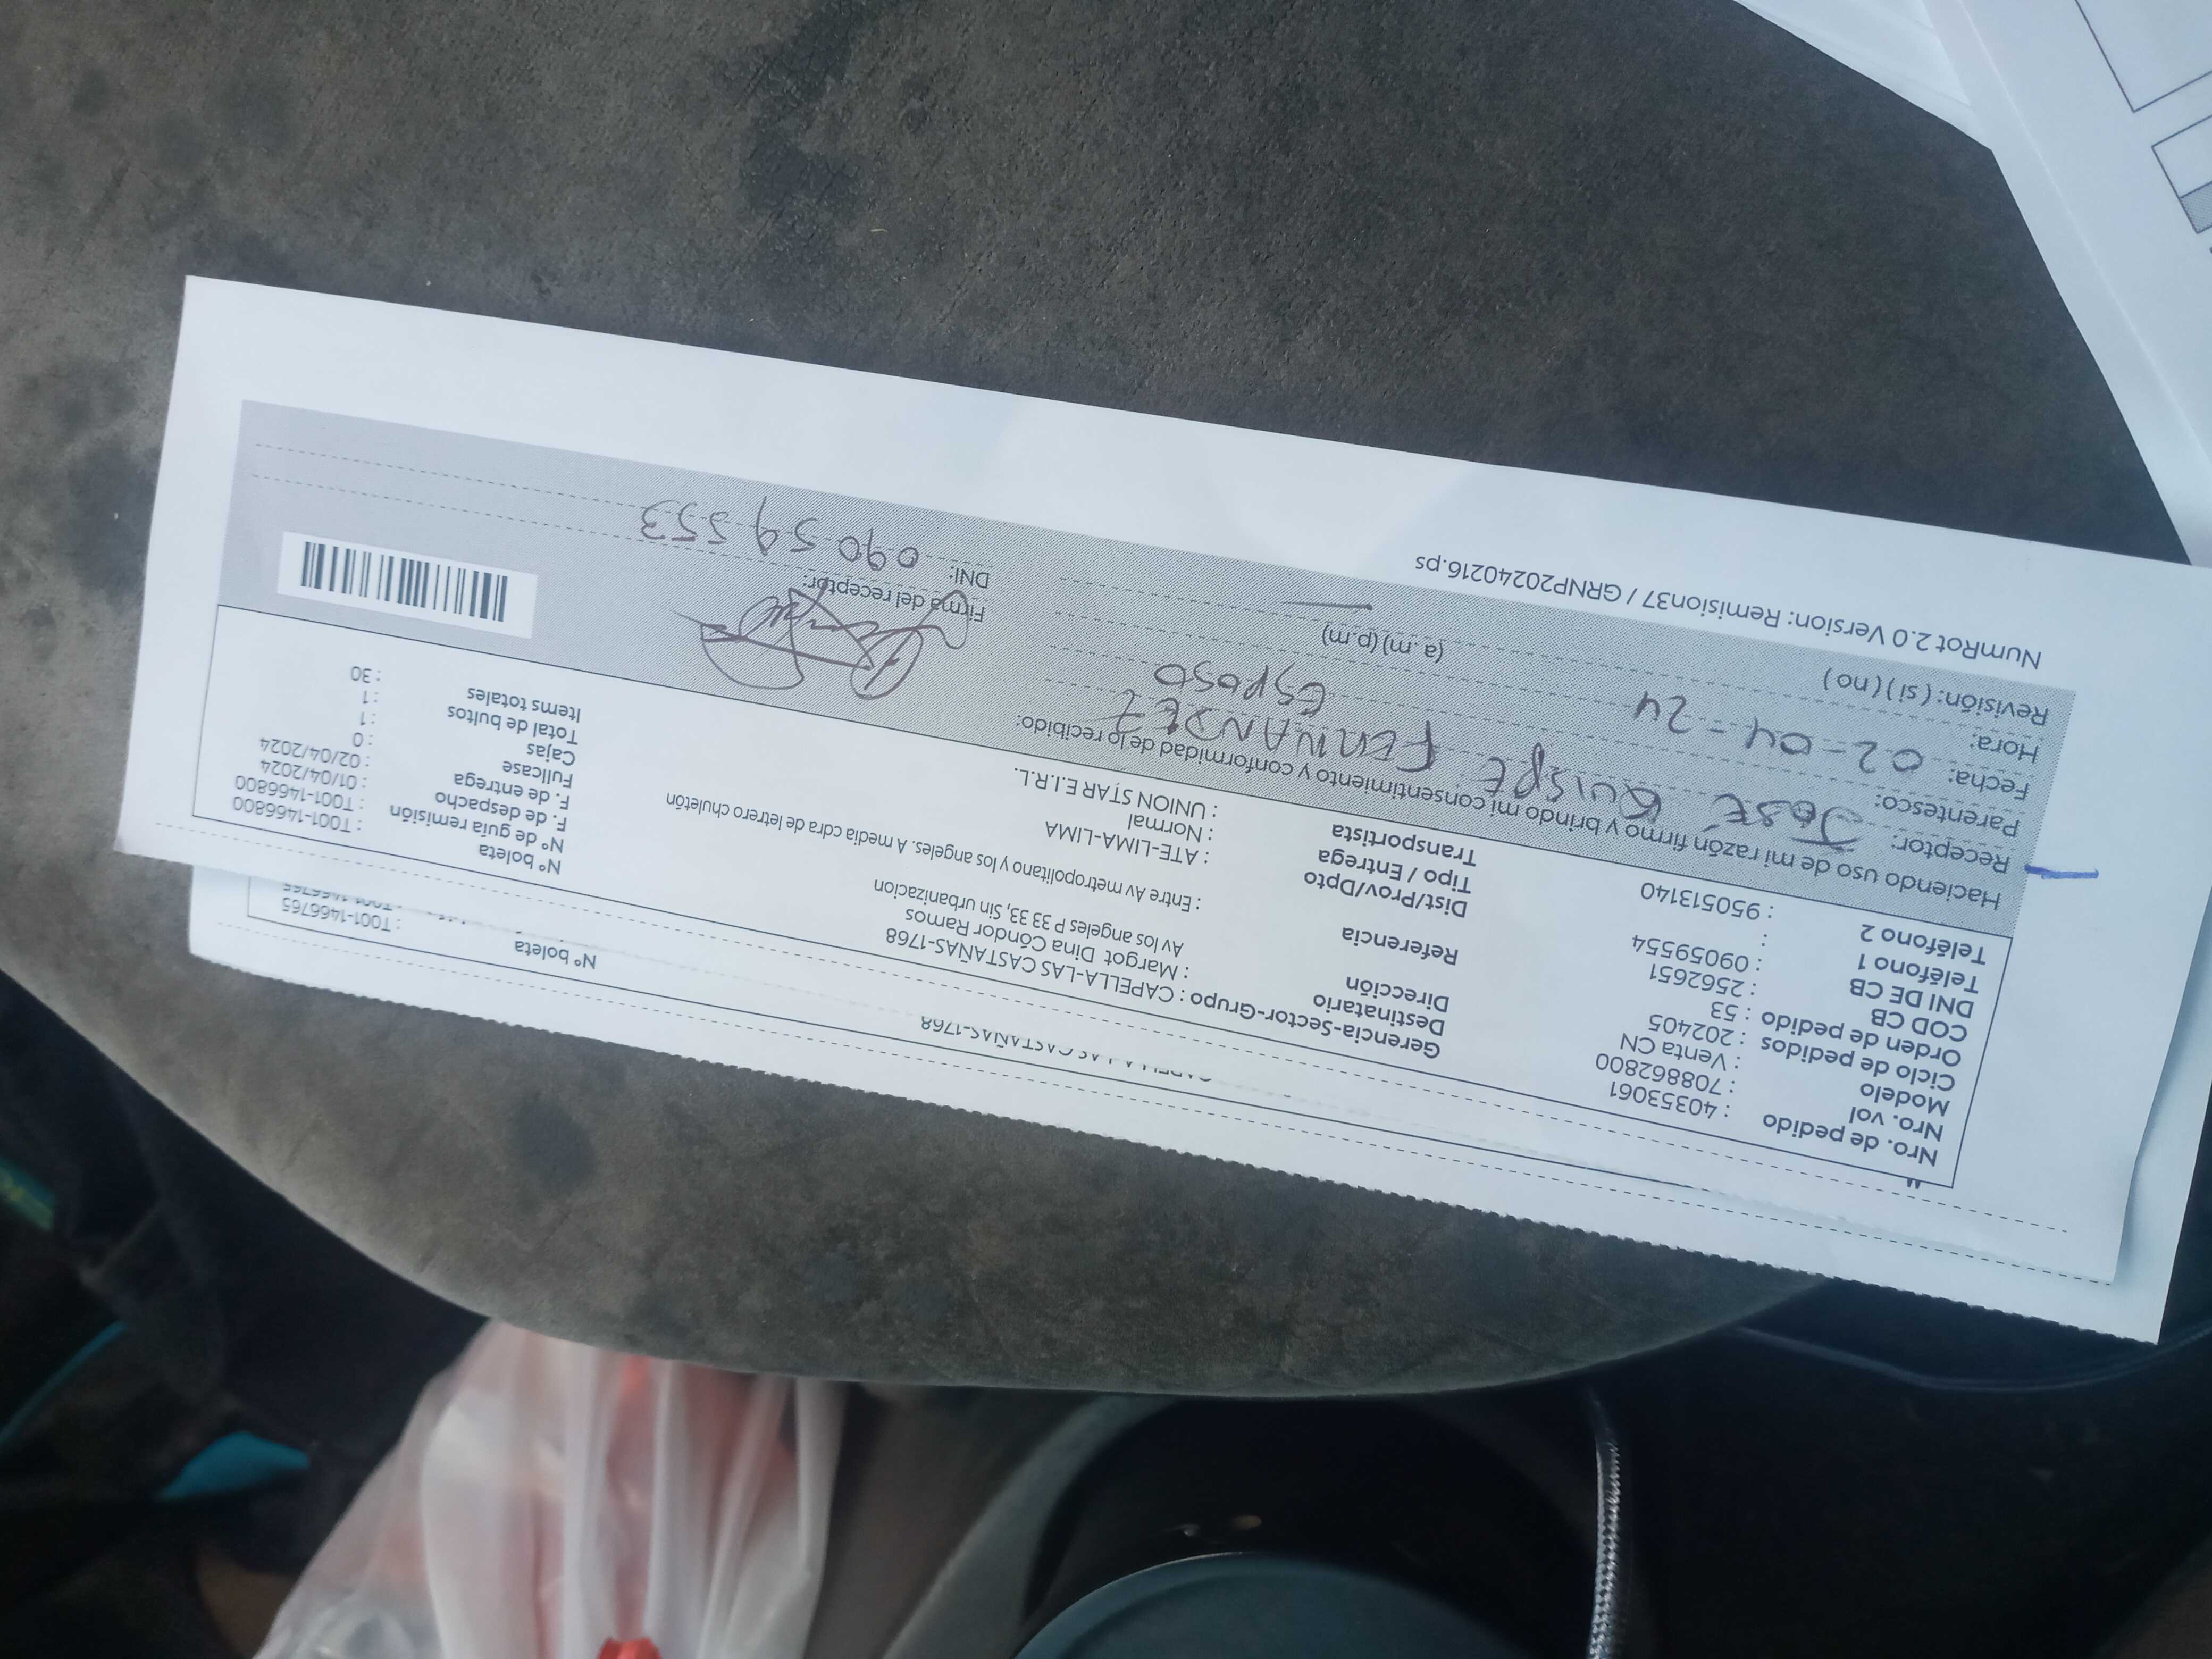 CAPELLA-LAS CASTAÑAS-1768
Nº boleta : T001-1466765
Nro. de pedido : 40353061
Nro. vol : 708862800
Modelo : Venta CN
Ciclo de pedidos : 202405
Orden de pedido : 53
COD CB : 2562651
DNI DE CB : 09059554
Teléfono 1 :
Teléfono 2 : 950513140
Gerencia-Sector-Grupo : CAPELLA-LAS CASTAÑAS-1768
Destinatario : Margot Dina Cóndor Ramos
Dirección Av los angeles P 33 33, Sin urbanizacion
Referencia : Entre Av metropolitano y los angeles. A media cdra de letrero chuletón
Dist/Prov/Dpto : ATE-LIMA-LIMA
Tipo / Entrega : Normal
Transportista : UNION STAR E.I.R.L.
Nº boleta : T001-1466800
Nº de guía remisión : T001-1466800
F. de despacho : 01/04/2024
F. de entrega : 02/04/2024
Fullcase : 0
Cajas : 1
Total de bultos : 1
Items totales : 30
Haciendo uso de mi razón firmo y brindo mi consentimiento y conformidad de lo recibido:
Receptor: JOSÉ QUISPE FERNANDEZ
Parentesco: ESPOSO
Fecha: 02-04-24
Hora: (a.m) (p.m)
Revisión: ( si ) ( no )
Firma del receptor:
DNI: 09059553
NumRot 2.0 Version: Remision37 / GRNP20240216.ps